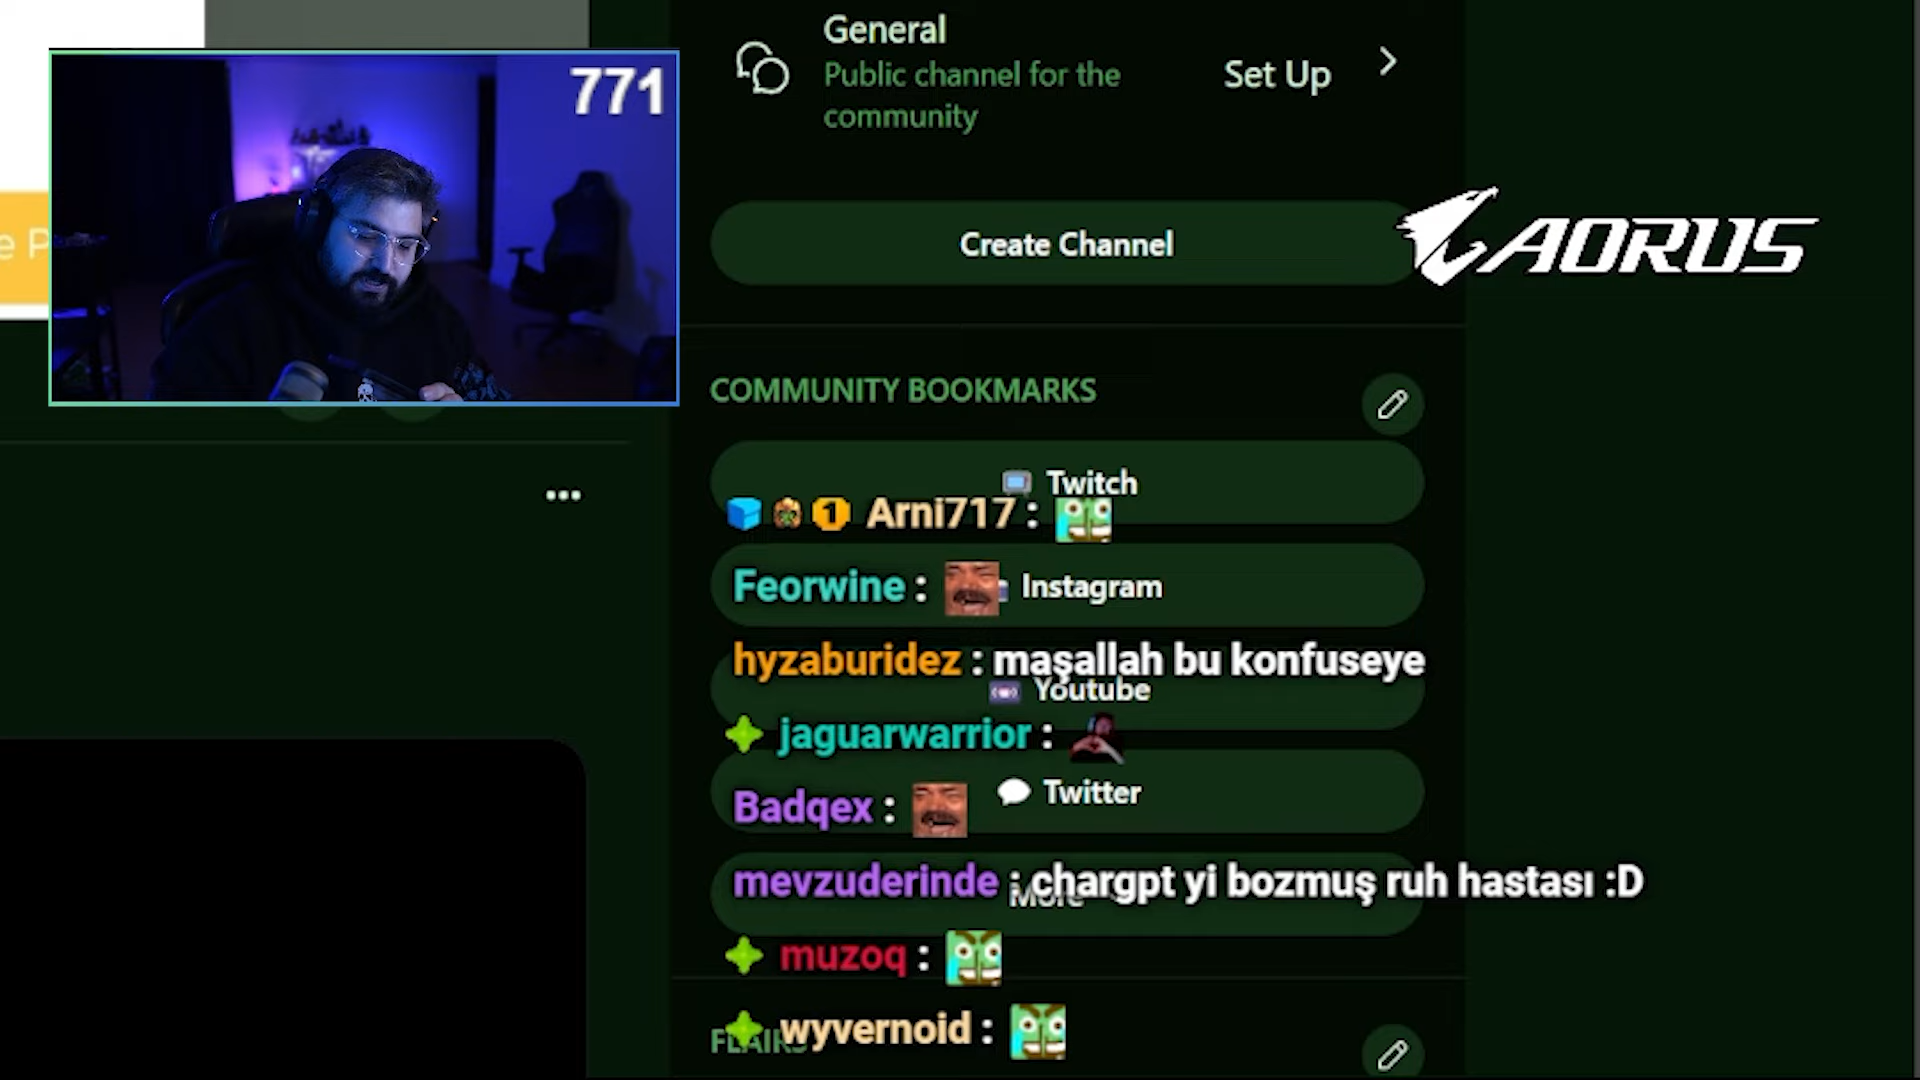 771
General
Public channel for the
community
Set Up
Create Channel
AORUS
e P
COMMUNITY BOOKMARKS
Twitch
Arni717 :
Feorwine :
Instagram
hyzaburidez : maşallah bu konfuseye
Youtube
jaguarwarrior :
Badqex :
Twitter
mevzuderinde : chargpt yi bozmuş ruh hastası :D
More
muzoq :
wyvernoid :
FLAIRS